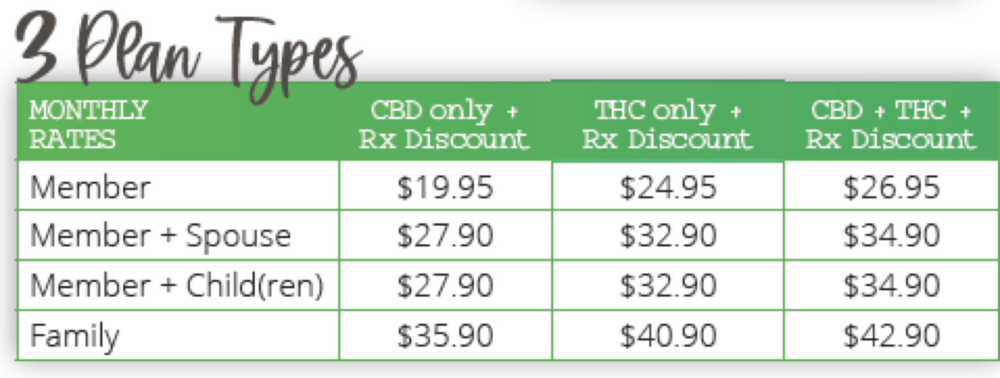 3 Plan Types
MONTHLY RATES | CBD only + Rx Discount | THC only + Rx Discount | CBD + THC + Rx Discount
Member | $19.95 | $24.95 | $26.95
Member + Spouse | $27.90 | $32.90 | $34.90
Member + Child(ren) | $27.90 | $32.90 | $34.90
Family | $35.90 | $40.90 | $42.90